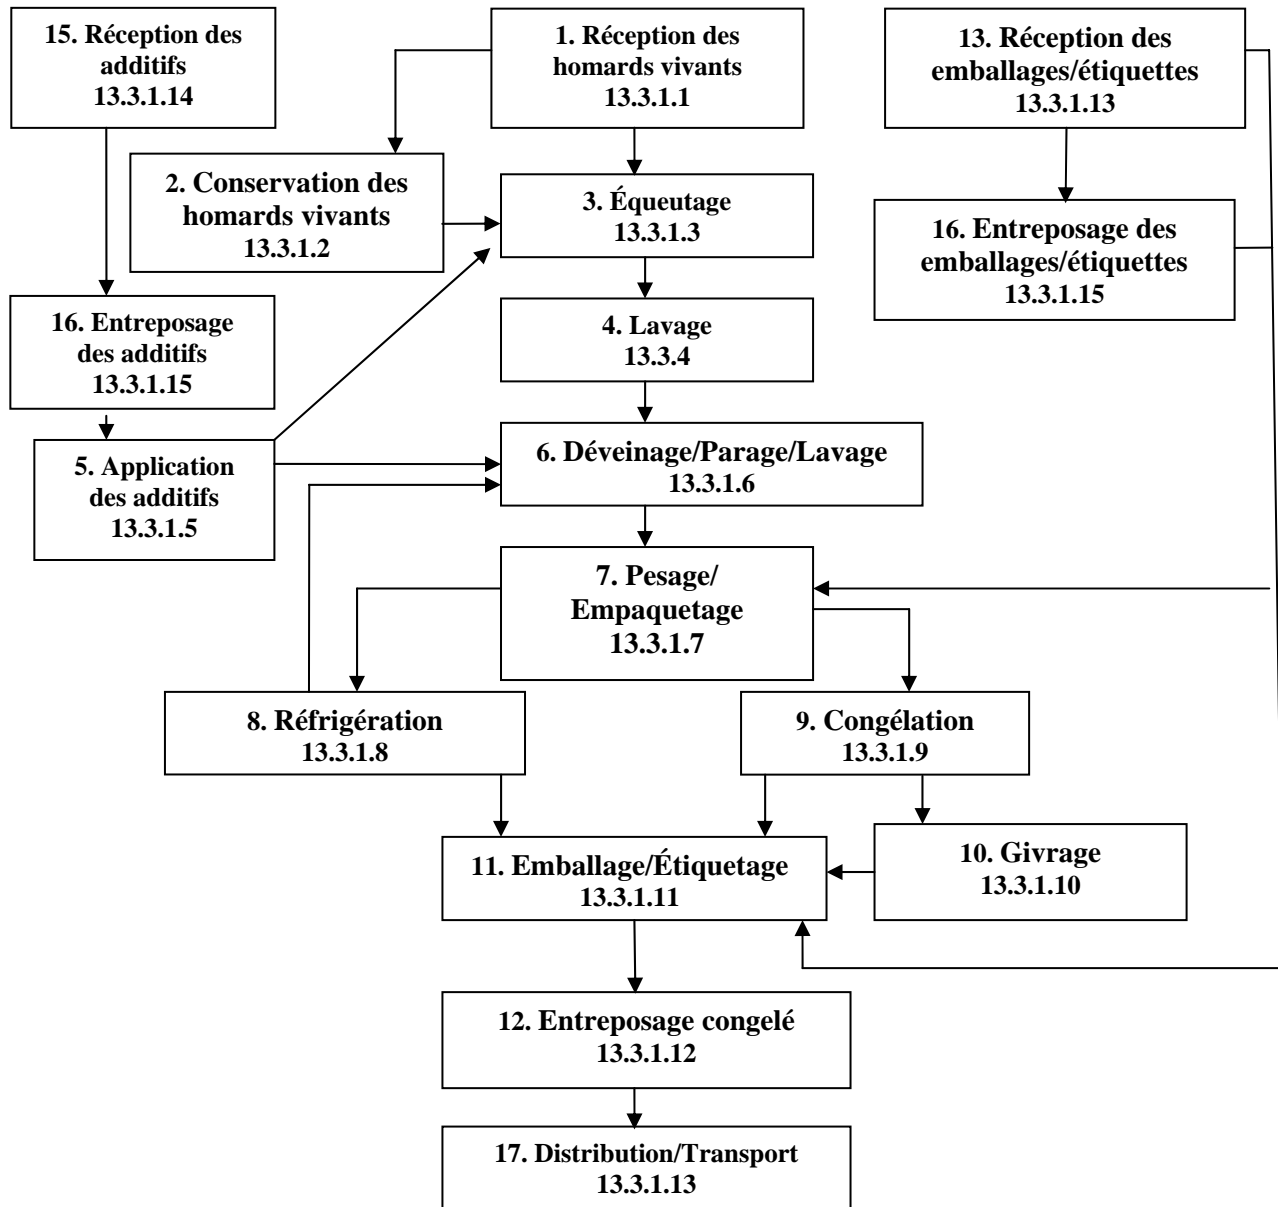 15. Réception des
additifs
13.3.1.14
1. Réception des
homards vivants
13.3.1.1
13. Réception des
emballages/étiquettes
13.3.1.13
2. Conservation des
homards vivants
13.3.1.2
3. Équeutage
13.3.1.3
16. Entreposage des
emballages/étiquettes
13.3.1.15
16. Entreposage
des additifs
13.3.1.15
4. Lavage
13.3.4
5. Application
des additifs
13.3.1.5
6. Déveinage/Parage/Lavage
13.3.1.6
7. Pesage/
Empaquetage
13.3.1.7
8. Réfrigération
13.3.1.8
9. Congélation
13.3.1.9
11. Emballage/Étiquetage
13.3.1.11
10. Givrage
13.3.1.10
12. Entreposage congelé
13.3.1.12
17. Distribution/Transport
13.3.1.13